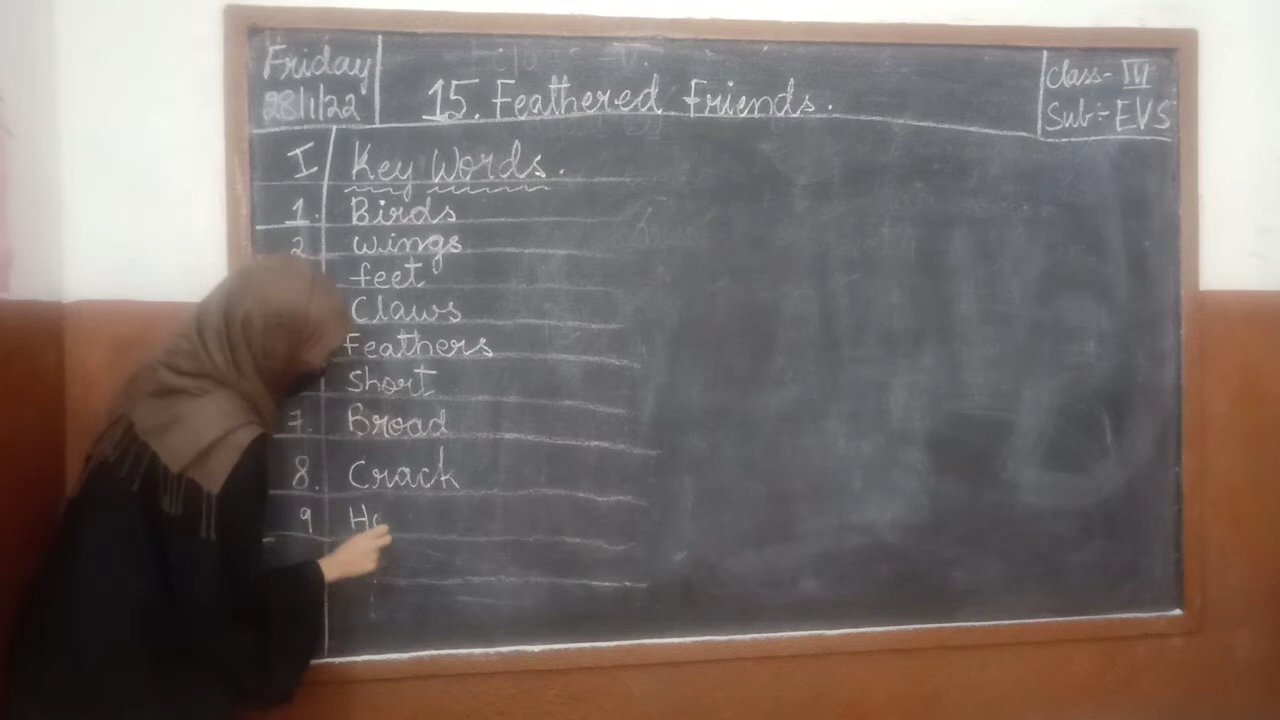 Friday
28/1/22
15. Feathered Friends.
Class- IV
Sub:- EVS
I Key Words.
1. Birds
2. Wings
feet
Claws
Feathers
Short
7. Broad
8. Crack
9